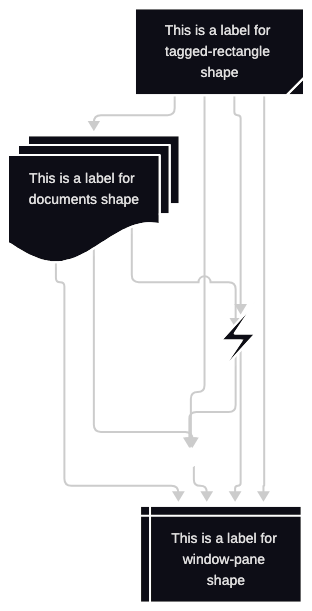 This is a label for
tagged-rectangle
shape
This is a label for
documents shape
This is a label for
window-pane
shape